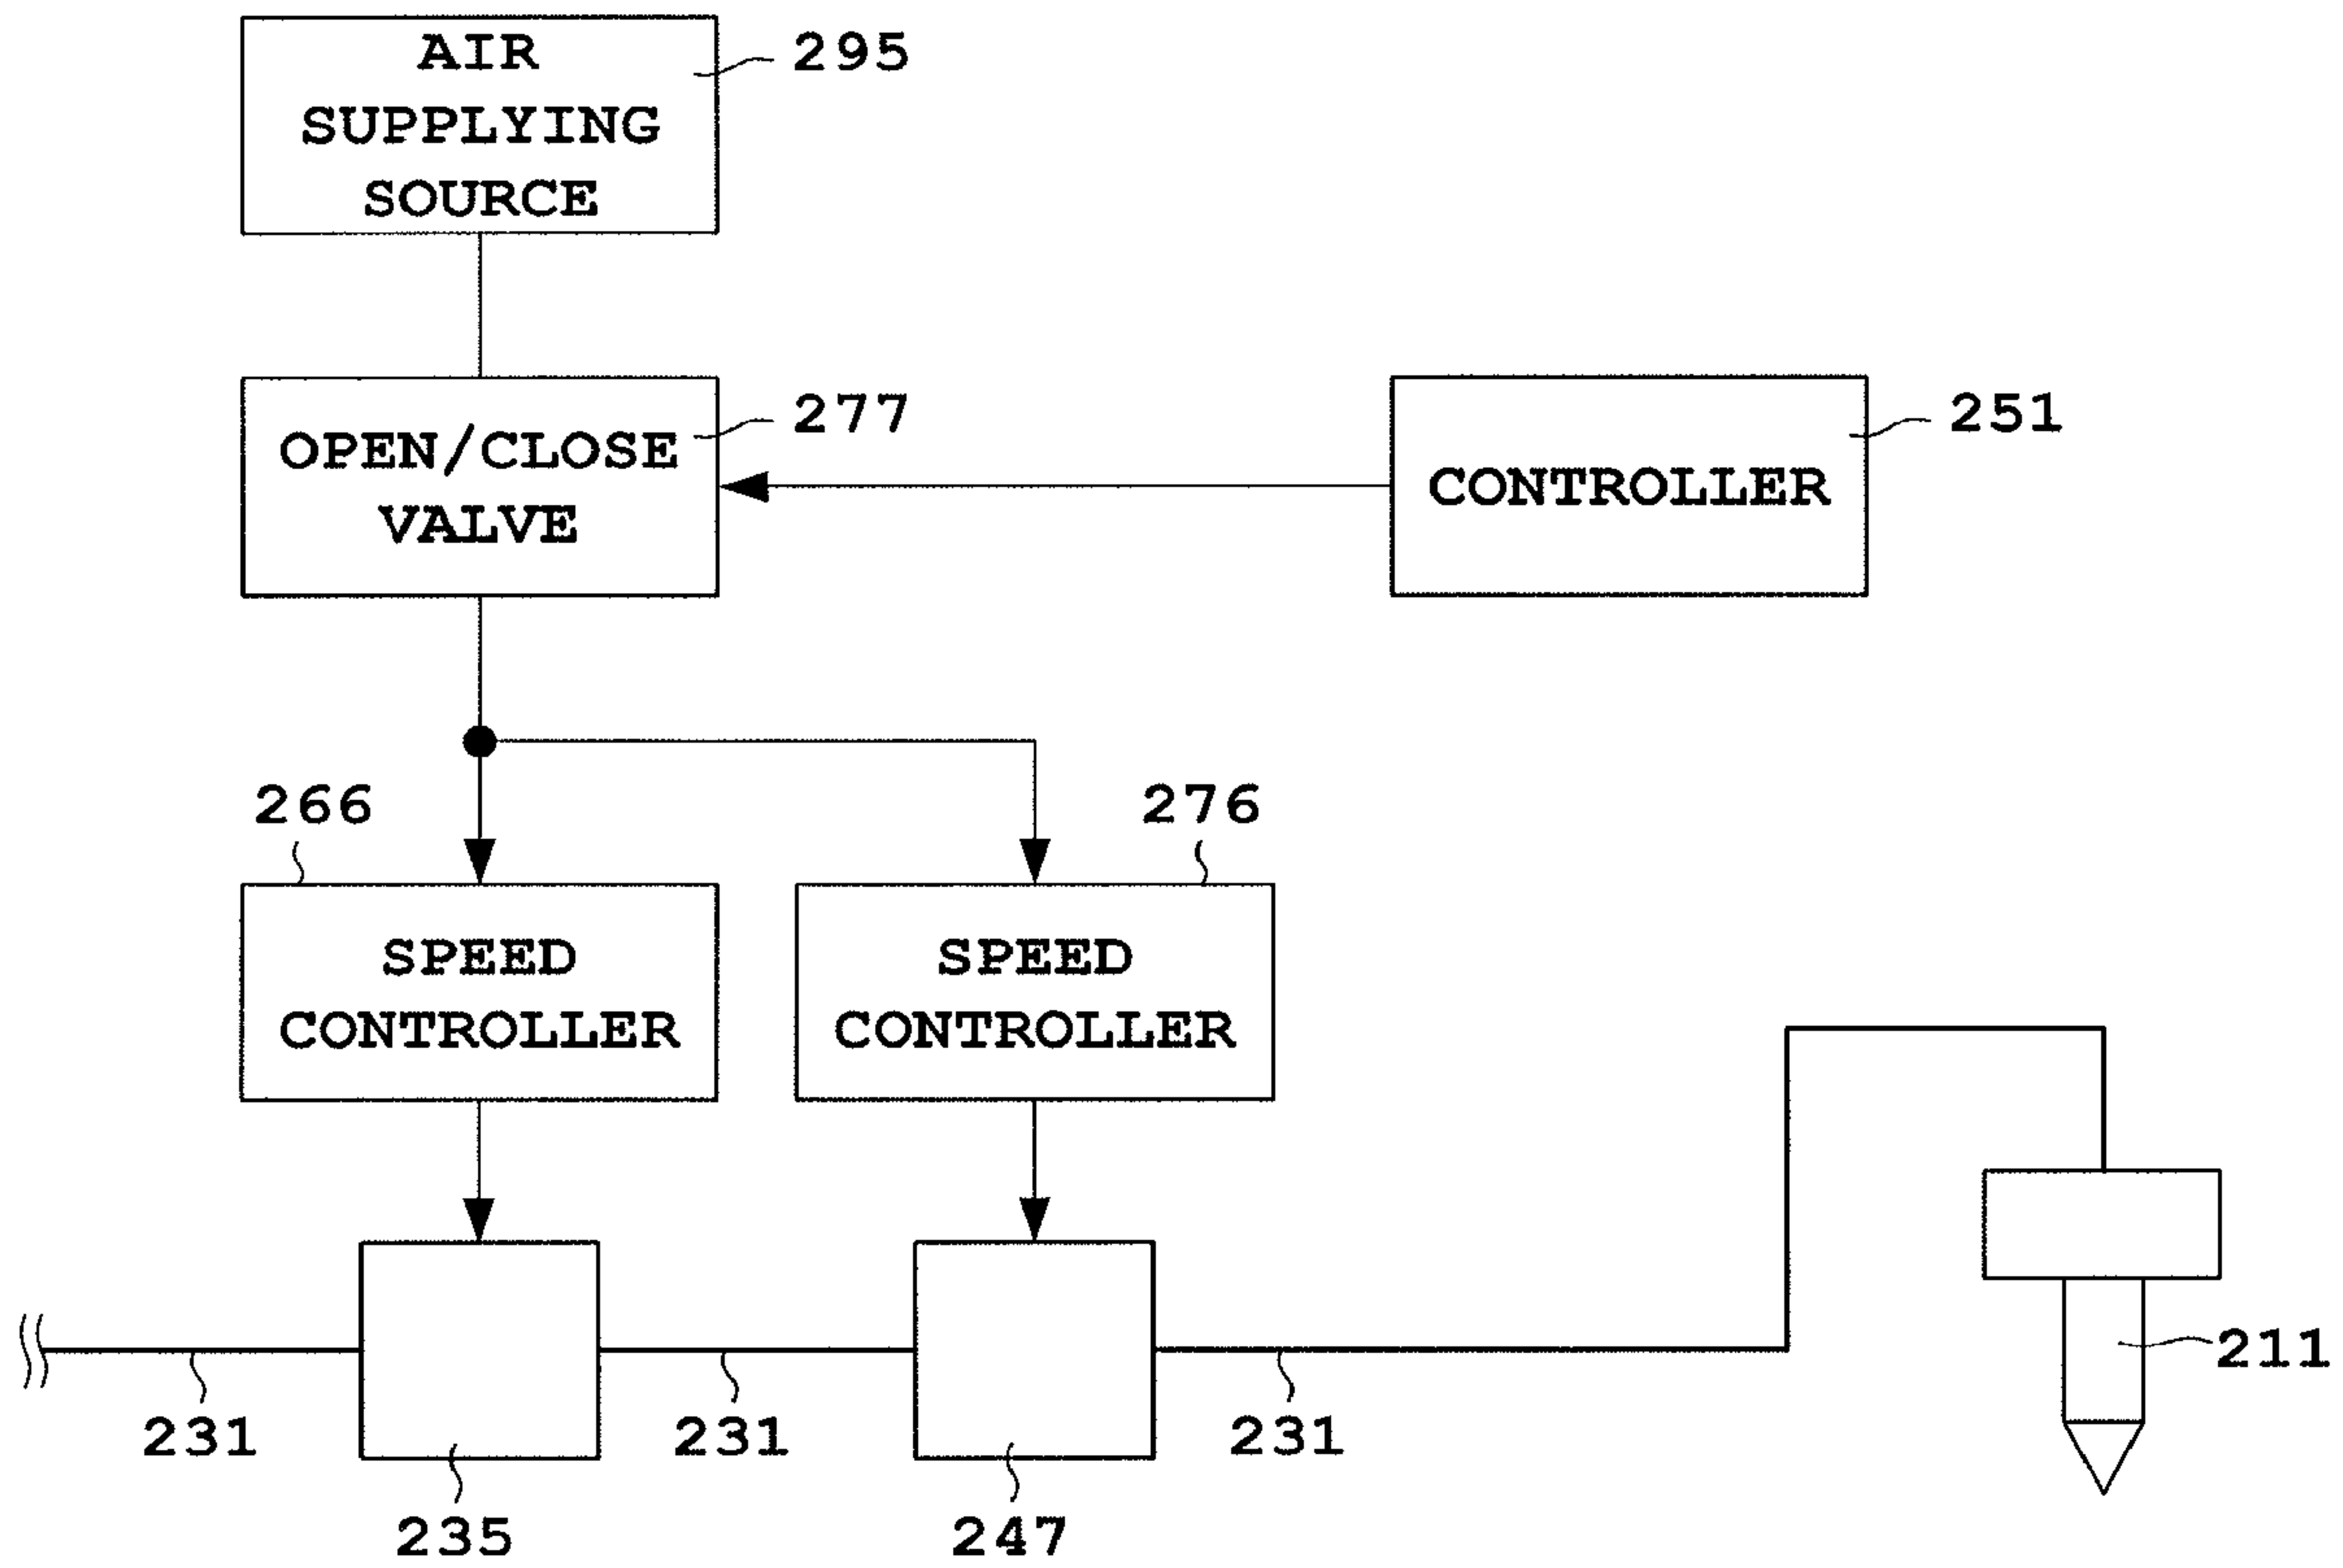 AIR
SUPPLYING
SOURCE
295
OPEN/CLOSE
VALVE
277
CONTROLLER
251
266
276
SPEED
CONTROLLER
SPEED
CONTROLLER
211
231
231
231
235
247